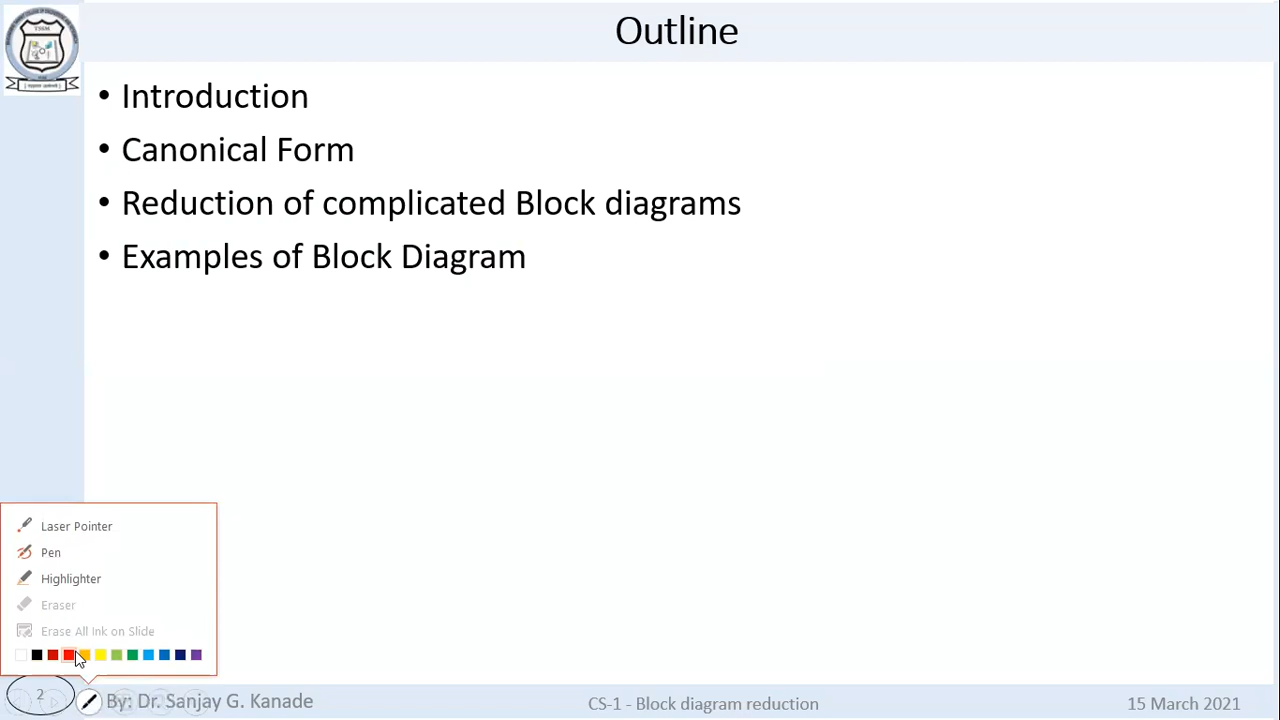 Outline
• Introduction
• Canonical Form
• Reduction of complicated Block diagrams
• Examples of Block Diagram
Laser Pointer
Pen
Highlighter
Eraser
Erase All Ink on Slide
2
By: Dr. Sanjay G. Kanade
CS-1 - Block diagram reduction
15 March 2021